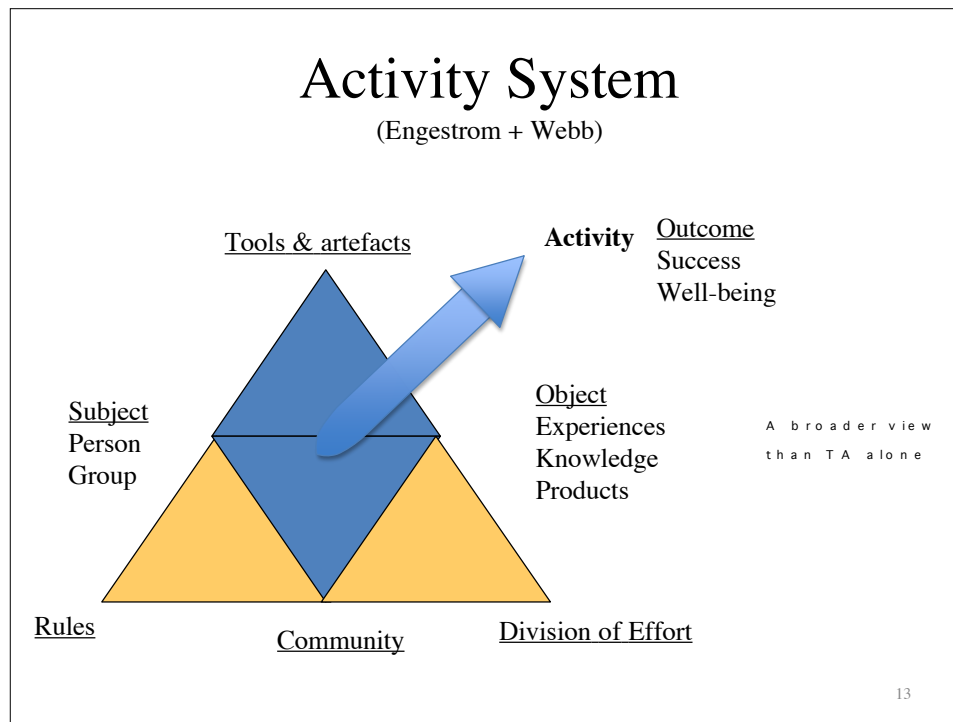 Activity System
(Engestrom + Webb)
Tools & artefacts
Activity
Outcome
Success
Well-being
Subject
Person
Group
Object
Experiences
Knowledge
Products
A broader view
than TA alone
Rules
Community
Division of Effort
13